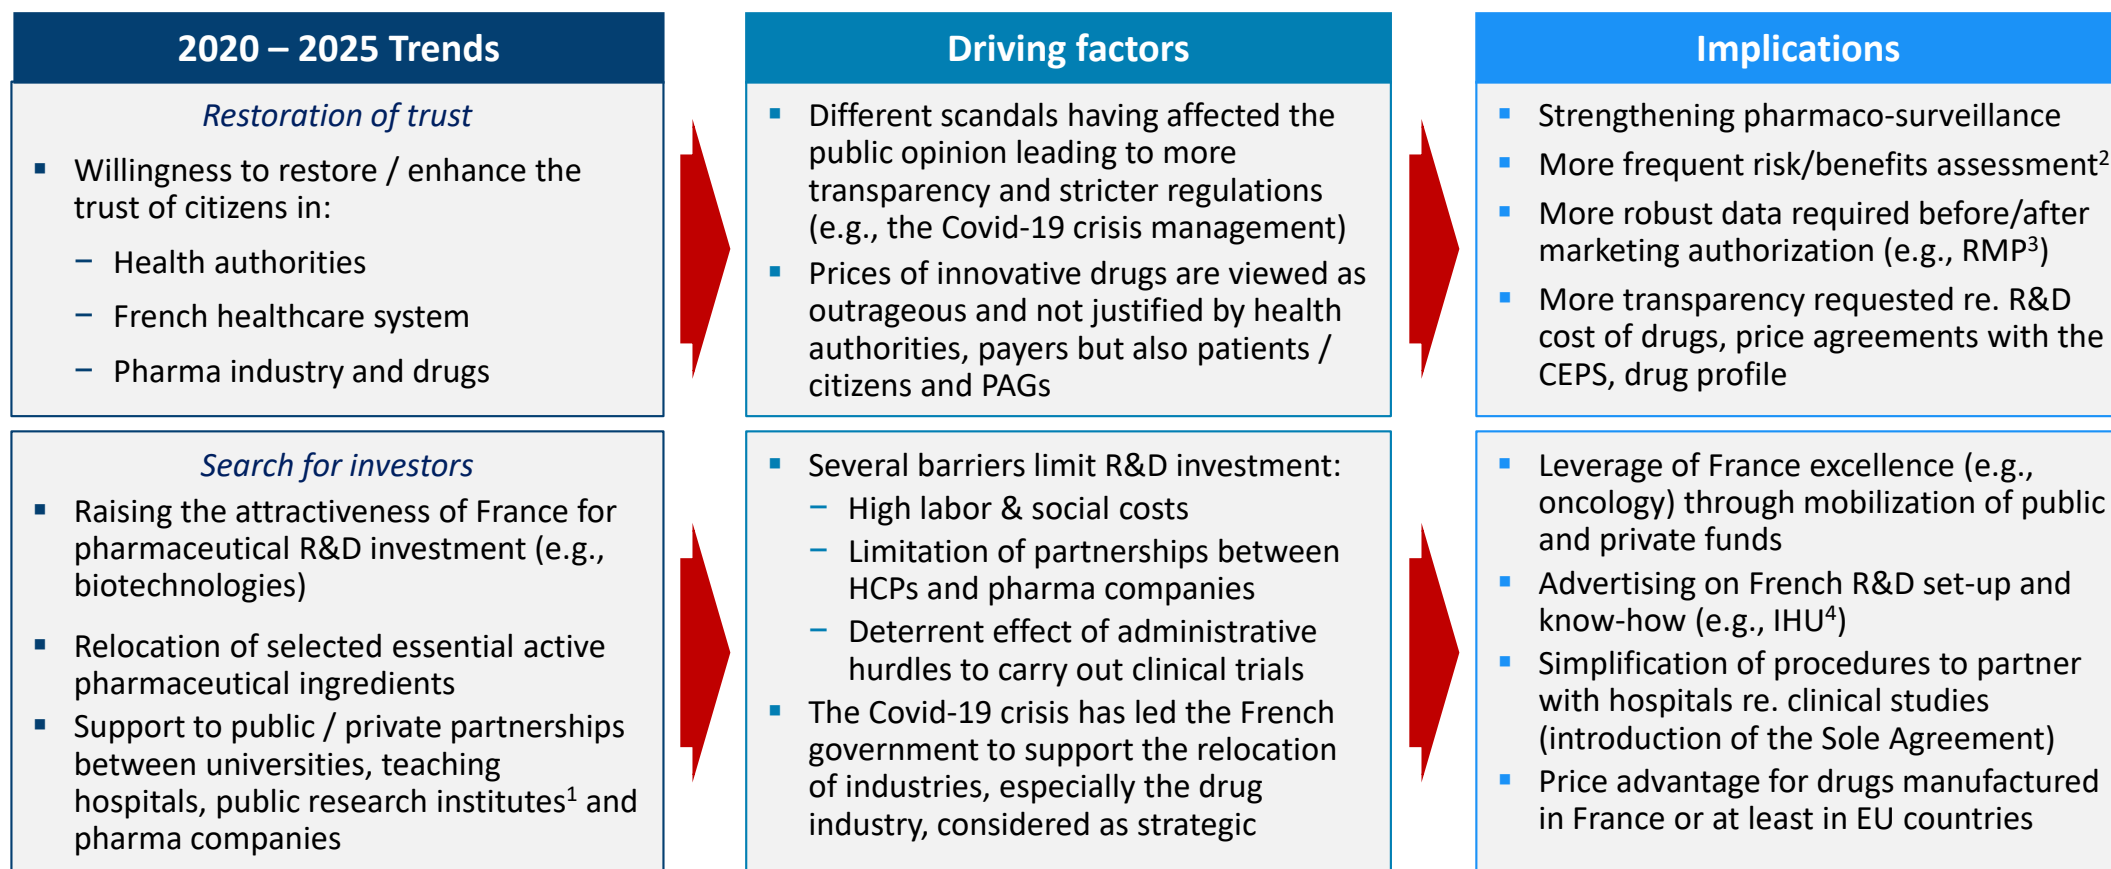 2020 – 2025 Trends
Restoration of trust
▪ Willingness to restore / enhance the
trust of citizens in:
− Health authorities
− French healthcare system
− Pharma industry and drugs
Search for investors
▪ Raising the attractiveness of France for
pharmaceutical R&D investment (e.g.,
biotechnologies)
▪ Relocation of selected essential active
pharmaceutical ingredients
▪ Support to public / private partnerships
between universities, teaching
hospitals, public research institutes¹ and
pharma companies
Driving factors
▪ Different scandals having affected the
public opinion leading to more
transparency and stricter regulations
(e.g., the Covid-19 crisis management)
▪ Prices of innovative drugs are viewed as
outrageous and not justified by health
authorities, payers but also patients /
citizens and PAGs
▪ Several barriers limit R&D investment:
− High labor & social costs
− Limitation of partnerships between
HCPs and pharma companies
− Deterrent effect of administrative
hurdles to carry out clinical trials
▪ The Covid-19 crisis has led the French
government to support the relocation
of industries, especially the drug
industry, considered as strategic
Implications
▪ Strengthening pharmaco-surveillance
▪ More frequent risk/benefits assessment²
▪ More robust data required before/after
marketing authorization (e.g., RMP³)
▪ More transparency requested re. R&D
cost of drugs, price agreements with the
CEPS, drug profile
▪ Leverage of France excellence (e.g.,
oncology) through mobilization of public
and private funds
▪ Advertising on French R&D set-up and
know-how (e.g., IHU⁴)
▪ Simplification of procedures to partner
with hospitals re. clinical studies
(introduction of the Sole Agreement)
▪ Price advantage for drugs manufactured
in France or at least in EU countries